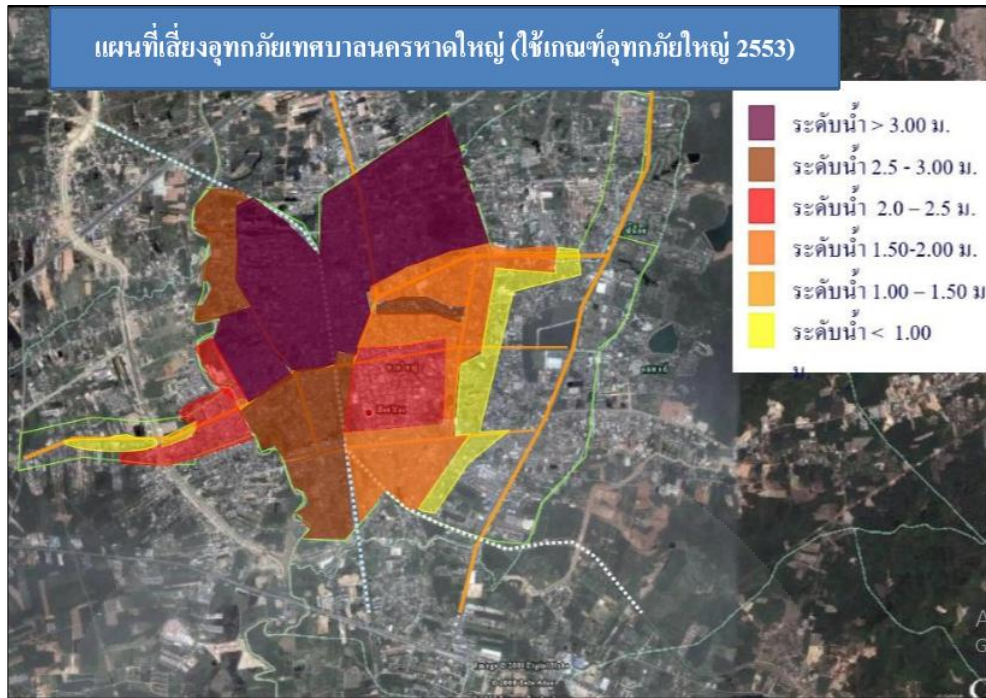 แผนที่เสี่ยงอุทกภัยเทศบาลนครหาดใหญ่ (ใช้เกณฑ์อุทกภัยใหญ่ 2553)
ระดับน้ำ > 3.00 ม.
ระดับน้ำ 2.5 - 3.00 ม.
ระดับน้ำ 2.0 – 2.5 ม.
ระดับน้ำ 1.50-2.00 ม.
ระดับน้ำ 1.00 – 1.50 ม
ระดับน้ำ < 1.00
ม.
Image © 2009 DigitalGlobe